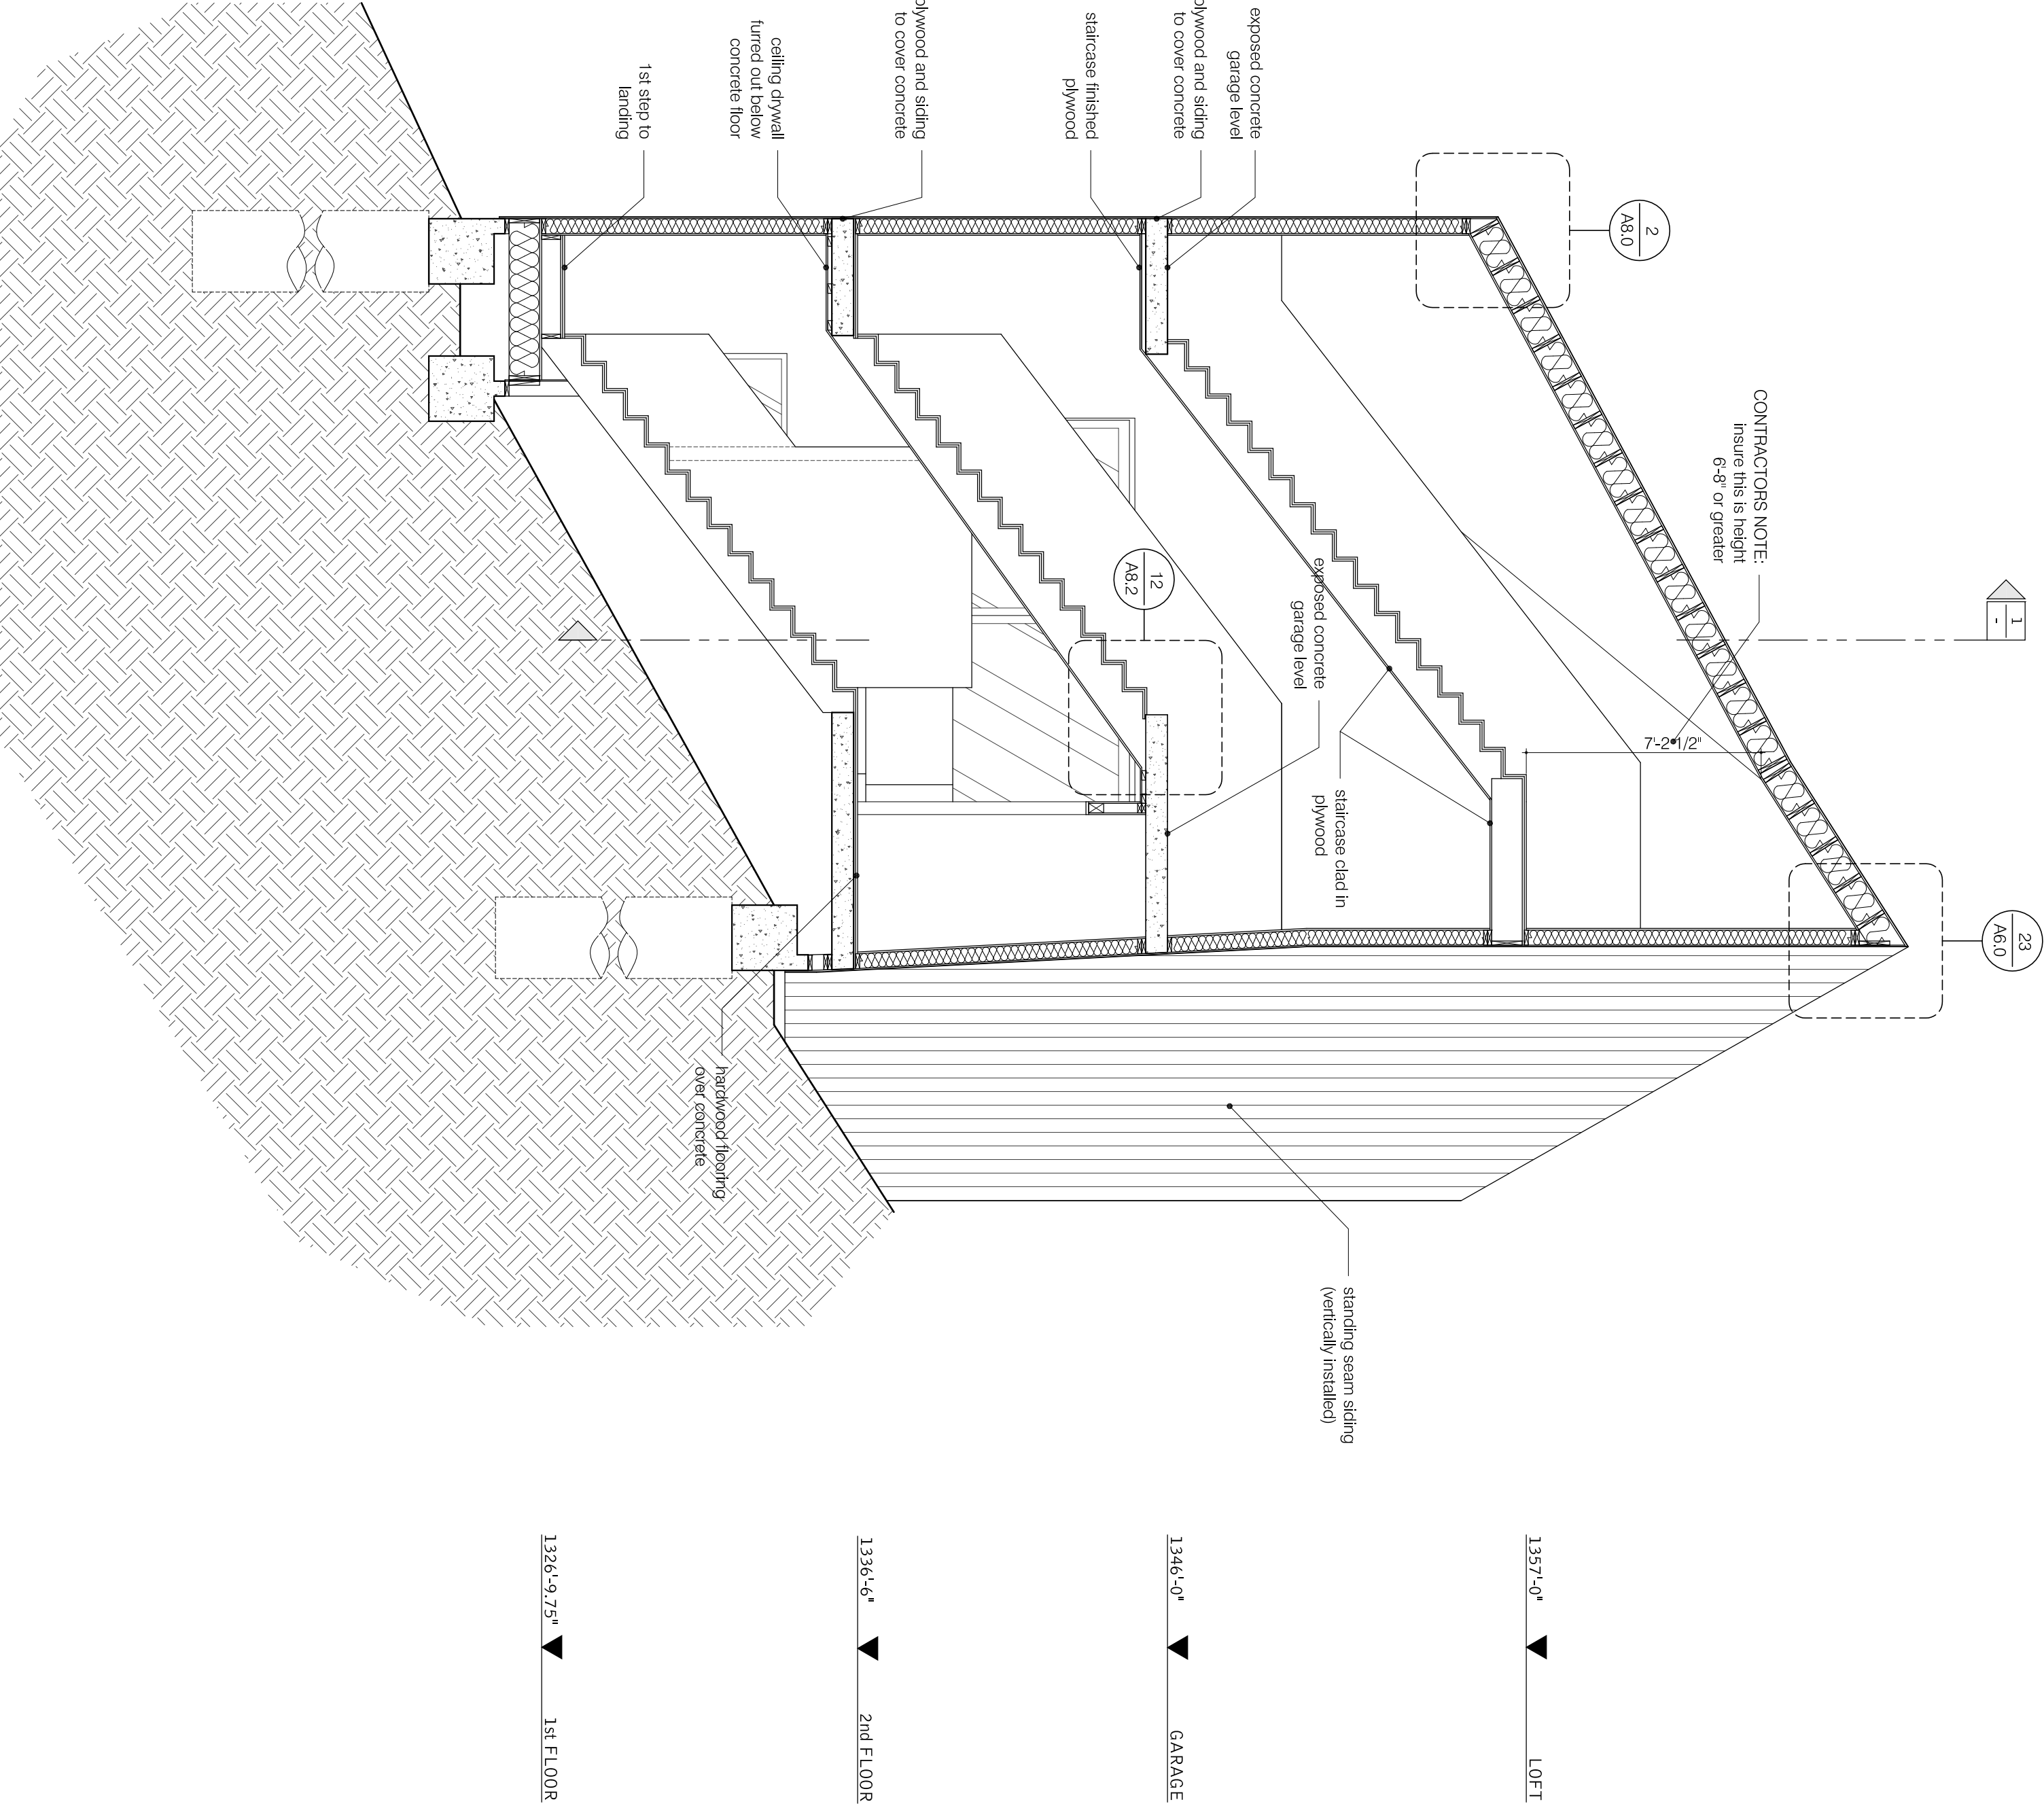 23
A6.0
1
-
2
A8.0
CONTRACTORS NOTE:
insure this is height
6'-8" or greater
7'-2 1/2"
1357'-0"
LOFT
exposed concrete
garage level
plywood and siding
to cover concrete
staircase finished
plywood
exposed concrete
garage level
staircase clad in
plywood
standing seam siding
(vertically installed)
1346'-0"
GARAGE
12
A8.2
plywood and siding
to cover concrete
ceiling drywall
furred out below
concrete floor
1336'-6"
2nd FLOOR
hardwood flooring
over concrete
1st step to
landing
1326'-9.75"
1st FLOOR